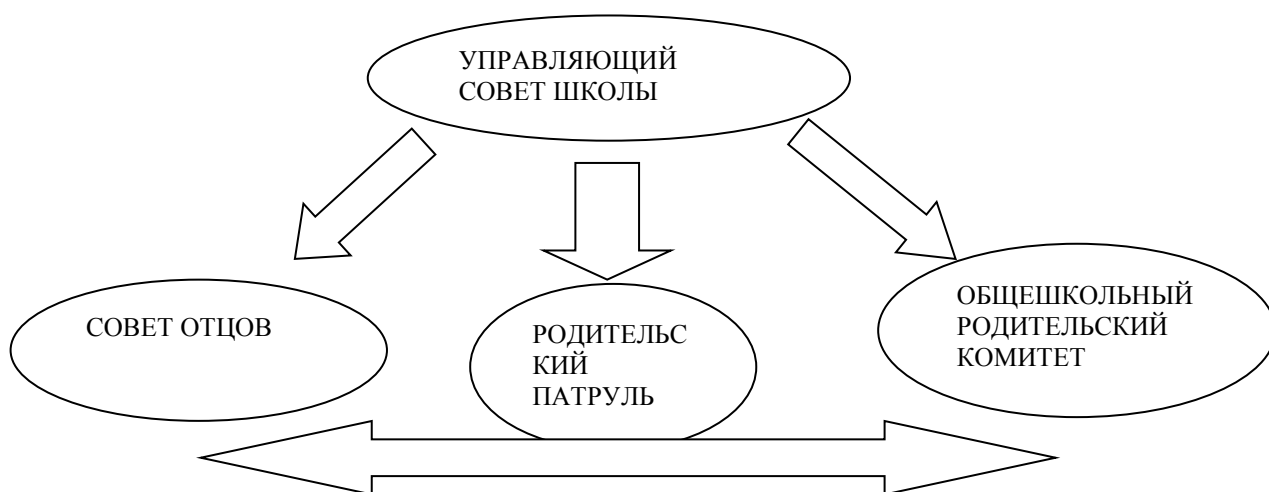 УПРАВЛЯЮЩИЙ
СОВЕТ ШКОЛЫ
СОВЕТ ОТЦОВ
РОДИТЕЛЬС
КИЙ
ПАТРУЛЬ
ОБЩЕШКОЛЬНЫЙ
РОДИТЕЛЬСКИЙ
КОМИТЕТ